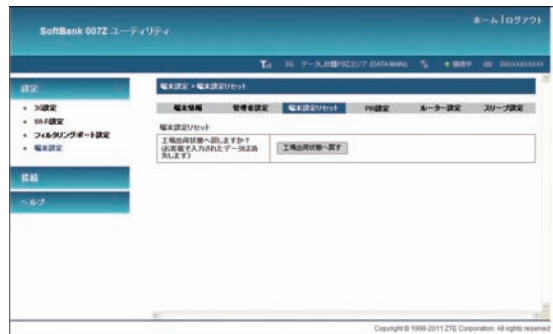 ホーム | ログアウト
SoftBank 007Z ユーティリティ
3G
接続中
設定
端末設定 > 端末設定リセット
3G設定
Wi-Fi設定
フィルタリングポート設定
端末設定
端末情報 管理者設定 端末設定リセット PIN設定 ルーター設定 スリープ設定
端末設定リセット
工場出荷状態へ戻しますか?
(お客様で入力されたデータは消
失します)
工場出荷状態へ戻す
接続
ヘルプ
Copyright © 1998-2011 ZTE Corporation. All rights reserved